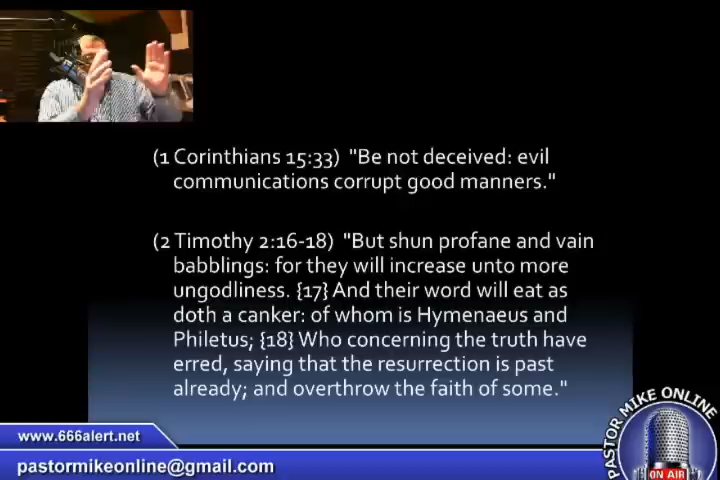 (1 Corinthians 15:33) "Be not deceived: evil
communications corrupt good manners."
(2 Timothy 2:16-18) "But shun profane and vain
babblings: for they will increase unto more
ungodliness. {17} And their word will eat as
doth a canker: of whom is Hymenaeus and
Philetus; {18} Who concerning the truth have
erred, saying that the resurrection is past
already; and overthrow the faith of some."
www.666alert.net
pastormikeonline@gmail.com
PASTOR MIKE ONLINE
ON AIR